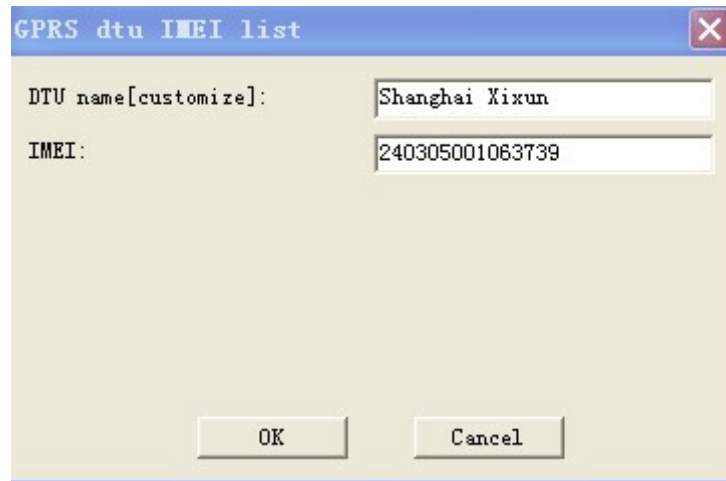 GPRS dtu IMEI list
DTU name[customize]: Shanghai Xixun
IMEI: 240305001063739
OK Cancel